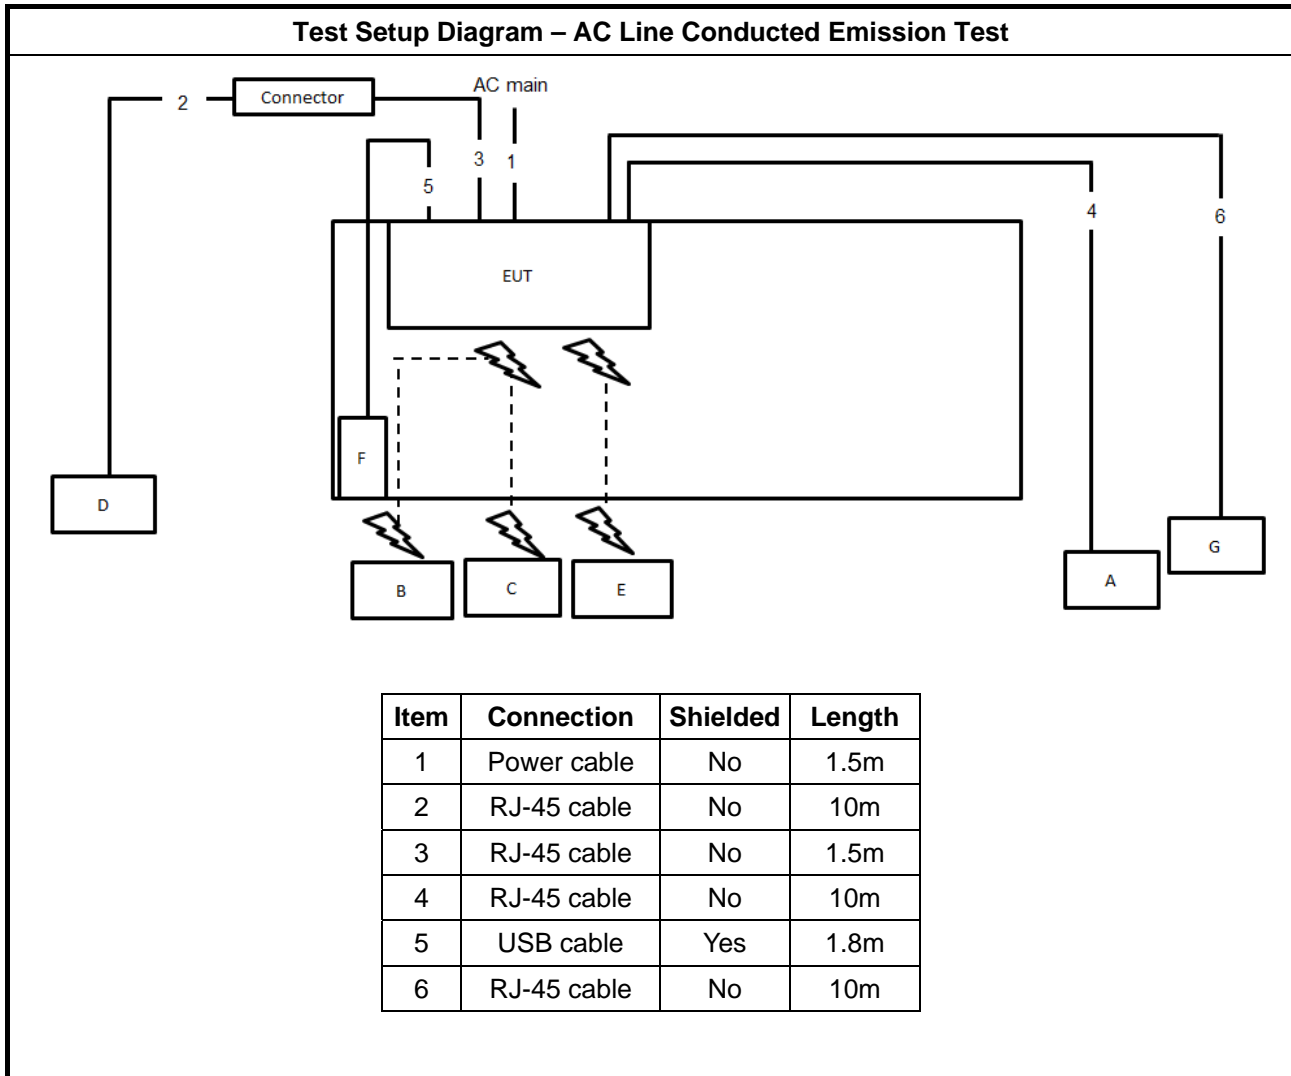 Test Setup Diagram – AC Line Conducted Emission Test
AC main
2
Connector
3
1
5
4
6
EUT
F
D
G
A
B
C
E
Item Connection Shielded Length
1 Power cable No 1.5m
2 RJ-45 cable No 10m
3 RJ-45 cable No 1.5m
4 RJ-45 cable No 10m
5 USB cable Yes 1.8m
6 RJ-45 cable No 10m